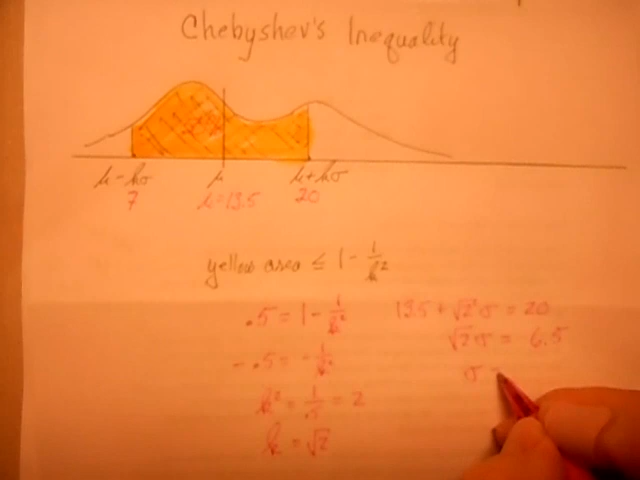 Chebyshev's Inequality
μ-kσ μ μ+kσ
7 μ=13.5 20
yellow area ≤ 1 - 1/k²
.5 = 1 - 1/k²
- .5 = - 1/k²
k² = 1/.5 = 2
k = √2
13.5 + √2 σ = 20
√2 σ = 6.5
σ =